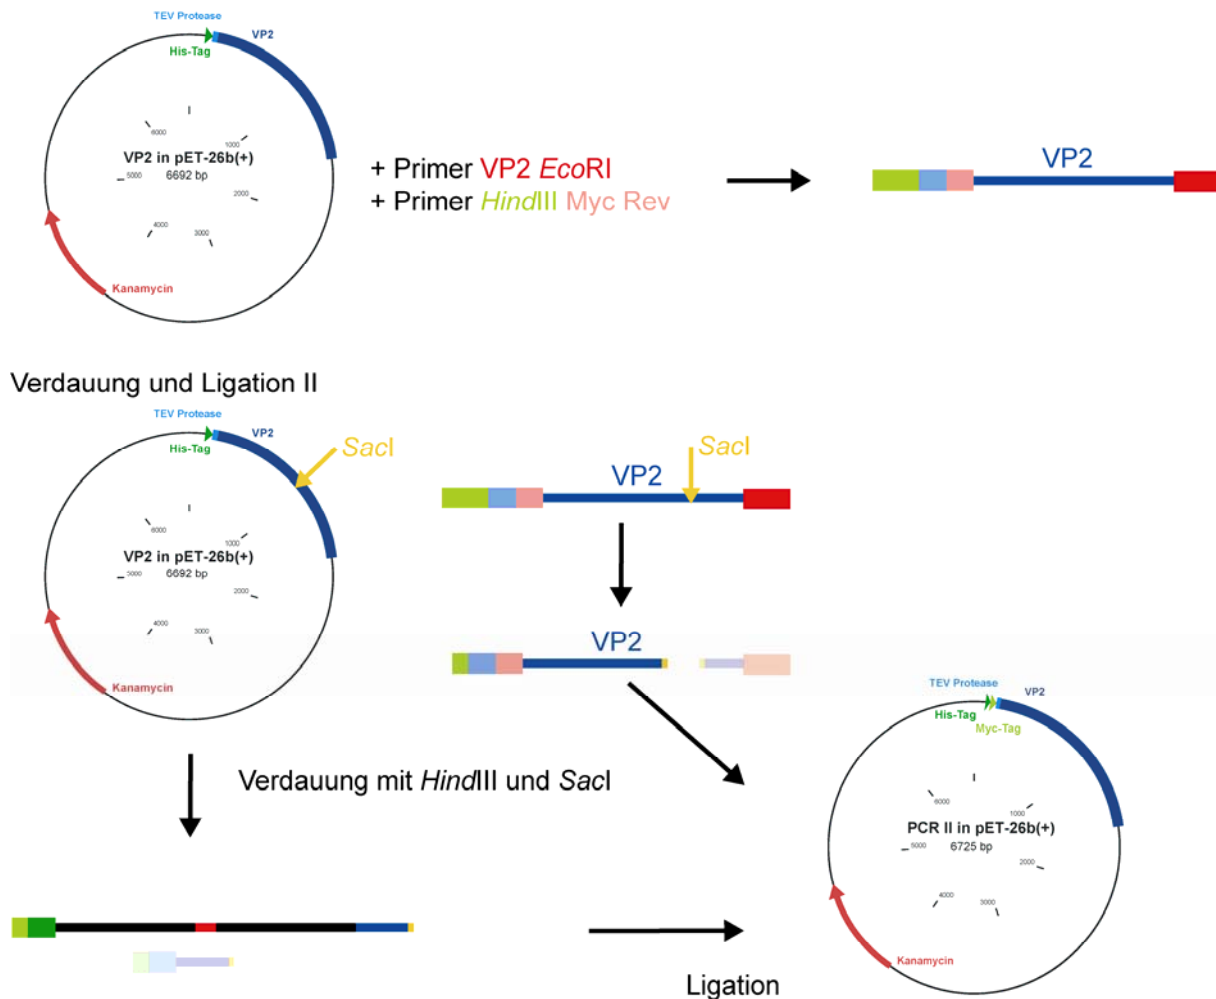 TEV Protease
VP2
His-Tag
6000
1000
VP2 in pET-26b(+)
6692 bp
5000
2000
4000
3000
Kanamycin
+ Primer VP2 EcoRI
+ Primer HindIII Myc Rev
VP2
Verdauung und Ligation II
TEV Protease
VP2
His-Tag
SacI
6000
1000
VP2 in pET-26b(+)
6692 bp
5000
2000
4000
3000
Kanamycin
SacI
VP2
VP2
Verdauung mit HindIII und SacI
TEV Protease
VP2
His-Tag
Myc-Tag
6000
1000
PCR II in pET-26b(+)
6725 bp
5000
2000
4000
3000
Kanamycin
Ligation